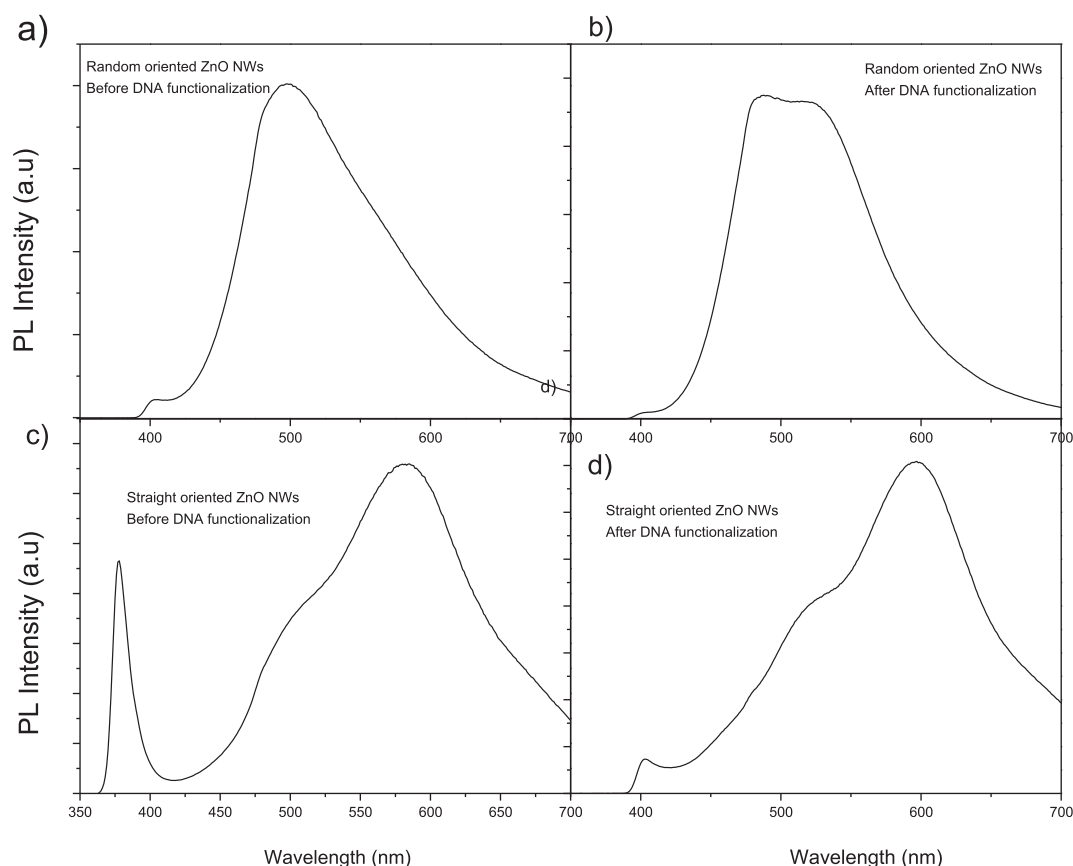 a)
b)
Random oriented ZnO NWs
Before DNA functionalization
Random oriented ZnO NWs
After DNA functionalization
PL Intensity (a.u)
d)
400 500 600 700
400 500 600 700
c)
d)
Straight oriented ZnO NWs
Before DNA functionalization
Straight oriented ZnO NWs
After DNA functionalization
PL Intensity (a.u)
350 400 450 500 550 600 650 700
400 500 600 700
Wavelength (nm)
Wavelength (nm)